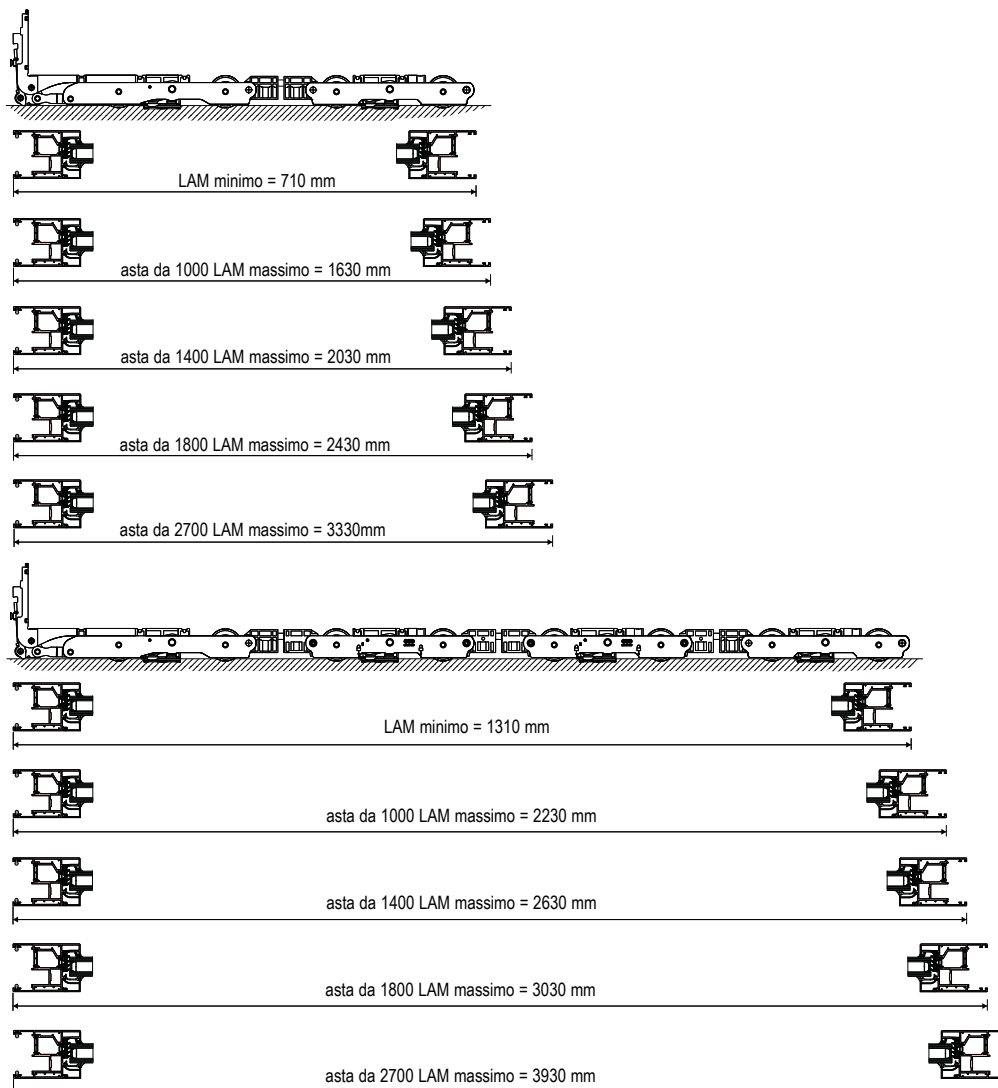 LAM minimo = 710 mm
asta da 1000 LAM massimo = 1630 mm
asta da 1400 LAM massimo = 2030 mm
asta da 1800 LAM massimo = 2430 mm
asta da 2700 LAM massimo = 3330mm
LAM minimo = 1310 mm
asta da 1000 LAM massimo = 2230 mm
asta da 1400 LAM massimo = 2630 mm
asta da 1800 LAM massimo = 3030 mm
asta da 2700 LAM massimo = 3930 mm